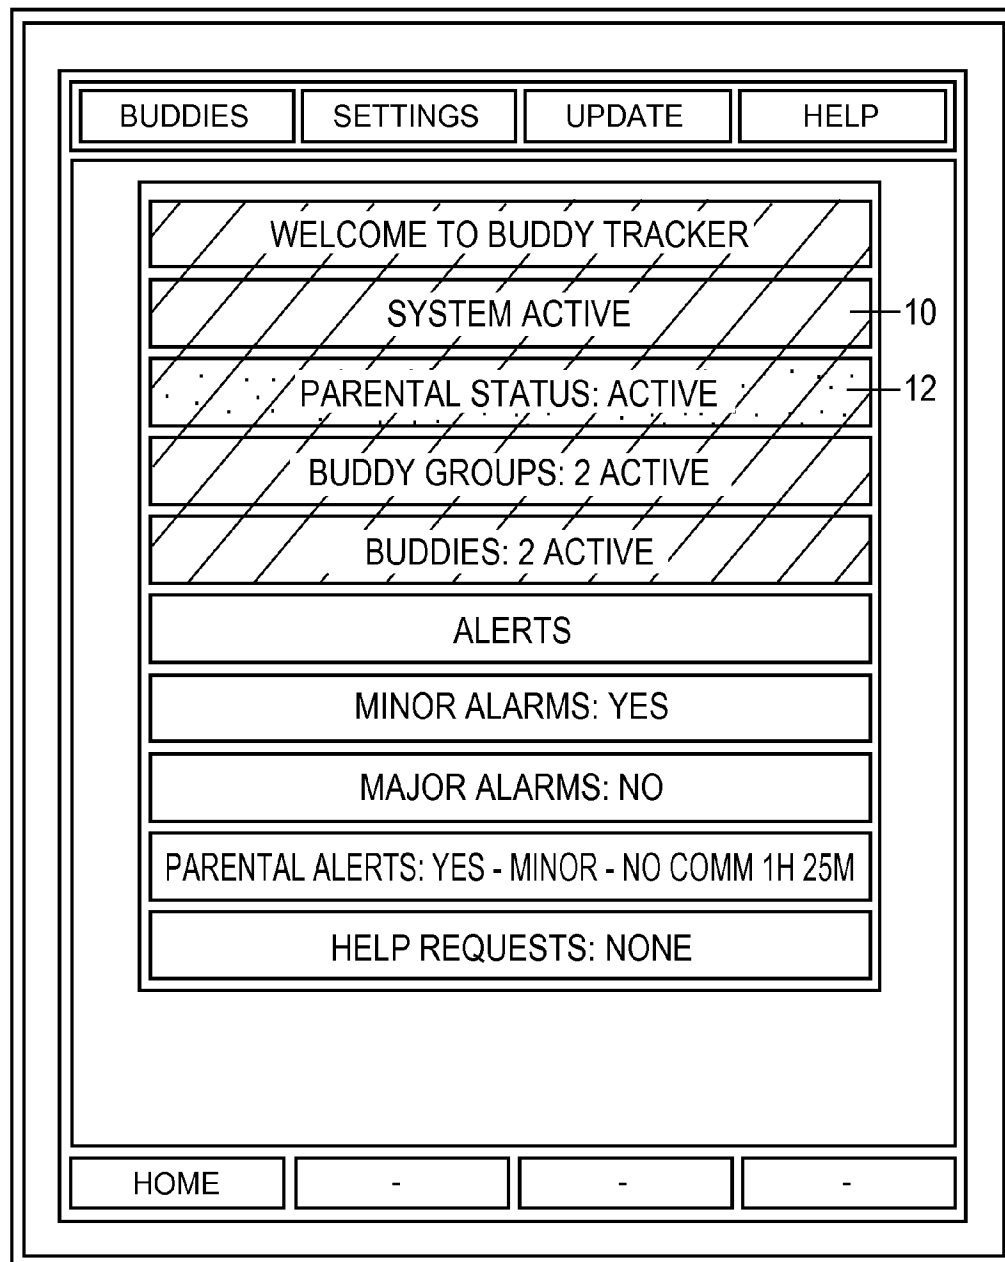 BUDDIES SETTINGS UPDATE HELP
WELCOME TO BUDDY TRACKER
SYSTEM ACTIVE 10
PARENTAL STATUS: ACTIVE 12
BUDDY GROUPS: 2 ACTIVE
BUDDIES: 2 ACTIVE
ALERTS
MINOR ALARMS: YES
MAJOR ALARMS: NO
PARENTAL ALERTS: YES - MINOR - NO COMM 1H 25M
HELP REQUESTS: NONE
HOME - - -